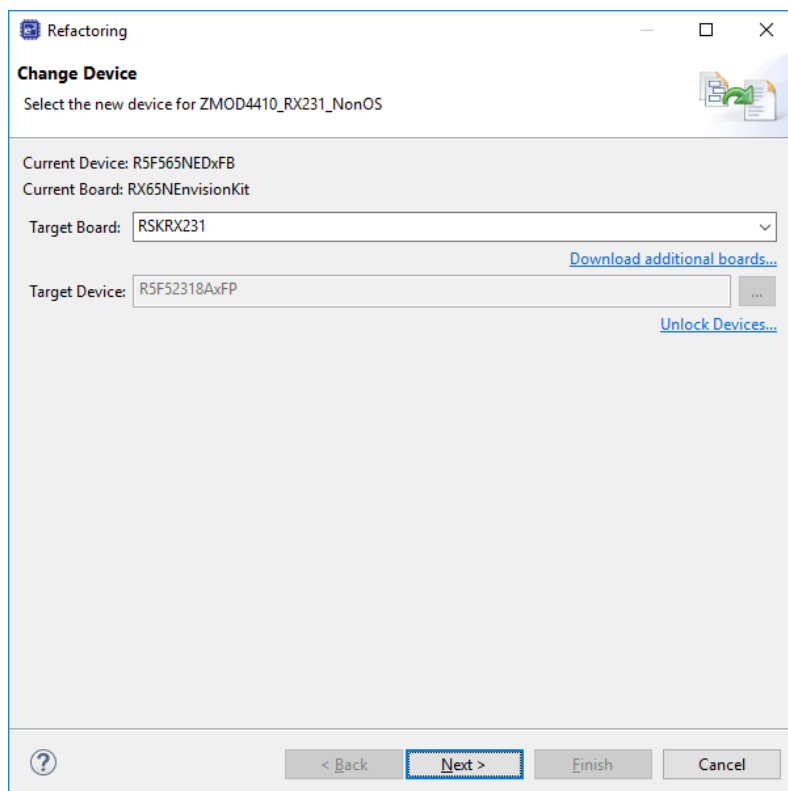 Refactoring
Change Device
Select the new device for ZMOD4410_RX231_NonOS
Current Device: R5F565NEDxFB
Current Board: RX65NEnvisionKit
Target Board: RSKRX231
Download additional boards...
Target Device: R5F52318AxFP ...
Unlock Devices...
? < Back Next > Finish Cancel